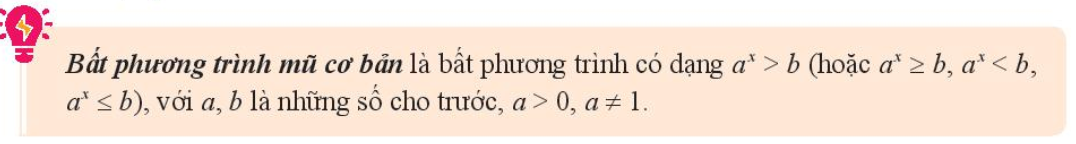 Bất phương trình mũ cơ bản là bất phương trình có dạng aˣ > b (hoặc aˣ ≥ b, aˣ < b,
aˣ ≤ b), với a, b là những số cho trước, a > 0, a ≠ 1.